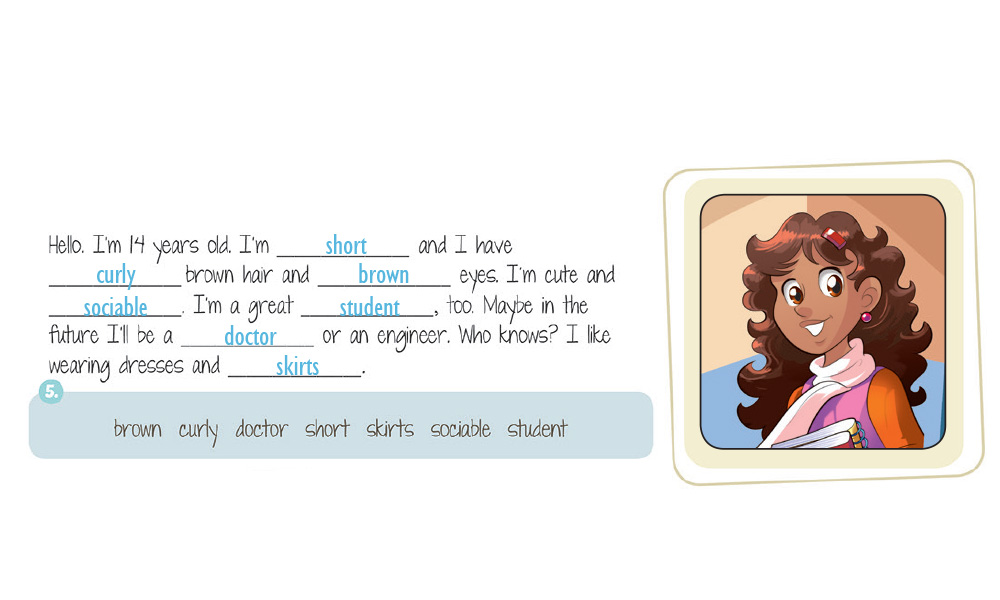 Hello. I'm 14 years old. I'm short and I have
curly brown hair and brown eyes. I'm cute and
sociable. I'm a great student, too. Maybe in the
future I'll be a doctor or an engineer. Who knows? I like
wearing dresses and skirts.
5.
brown curly doctor short skirts sociable student